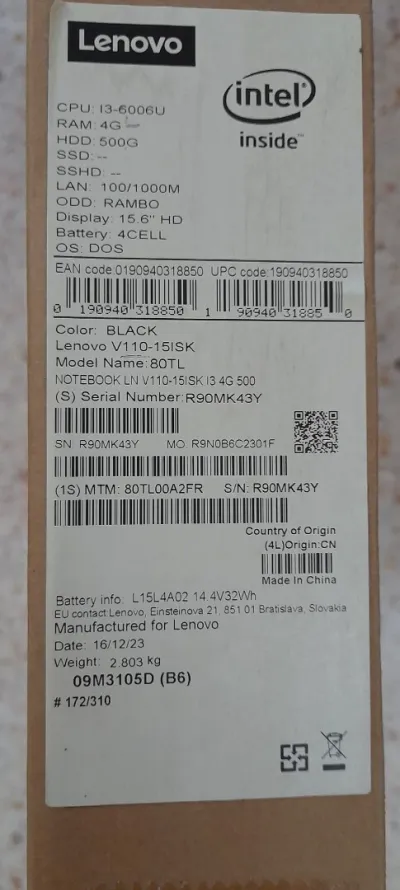 Lenovo
intel
inside™
CPU: I3-6006U
RAM: 4G
HDD: 500G
SSD: --
SSHD: --
LAN: 100/1000M
ODD: RAMBO
Display: 15.6" HD
Battery: 4CELL
OS: DOS
EAN code:0190940318850 UPC code:190940318850
0 190940 318850 1 90940 31885 0
Color: BLACK
Lenovo V110-15ISK
Model Name: 80TL
NOTEBOOK LN V110-15ISK I3 4G 500
(S) Serial Number:R90MK43Y
SN R90MK43Y MO R9N0B6C2301F
(1S) MTM: 80TL00A2FR S/N: R90MK43Y
Country of Origin
(4L)Origin:CN
Made In China
Battery info: L15L4A02 14.4V32Wh
EU contact Lenovo, Einsteinova 21, 851 01 Bratislava, Slovakia
Manufactured for Lenovo
Date: 16/12/23
Weight: 2.803 kg
09M3105D (B6)
# 172/310